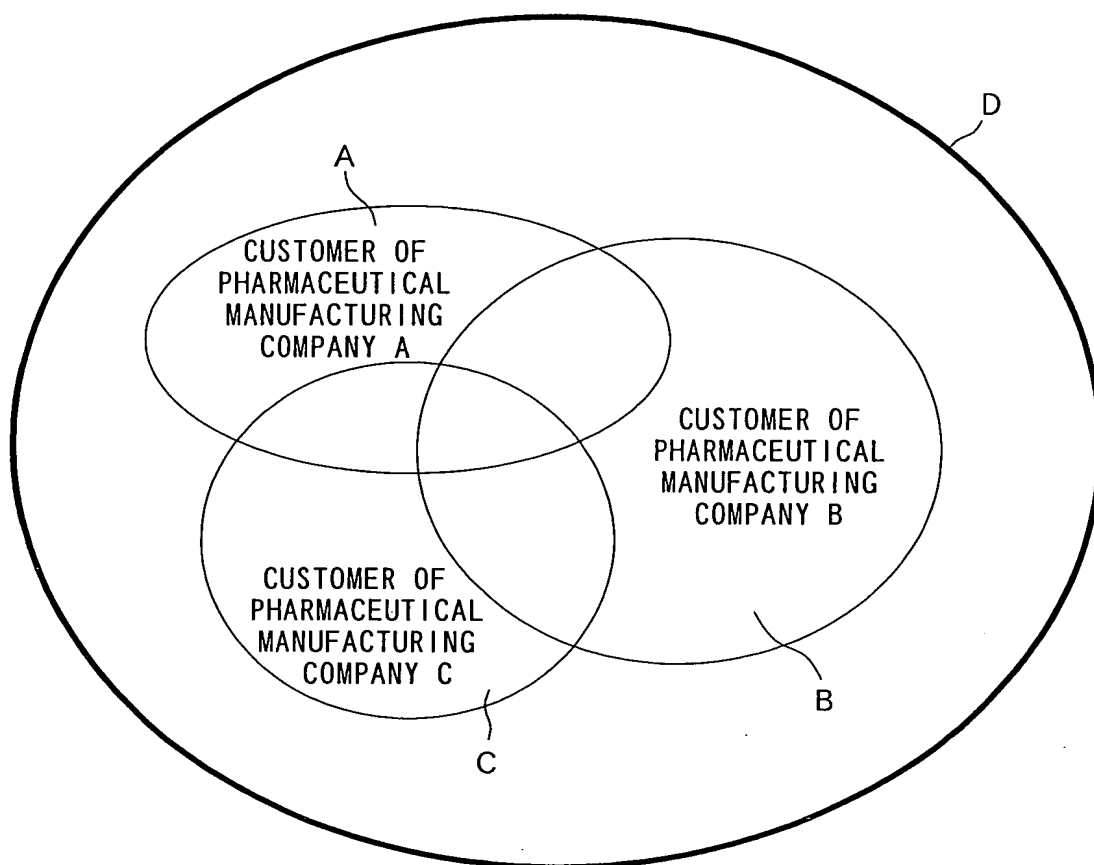 D
A
CUSTOMER OF
PHARMACEUTICAL
MANUFACTURING
COMPANY A
CUSTOMER OF
PHARMACEUTICAL
MANUFACTURING
COMPANY B
CUSTOMER OF
PHARMACEUTICAL
MANUFACTURING
COMPANY C
B
C